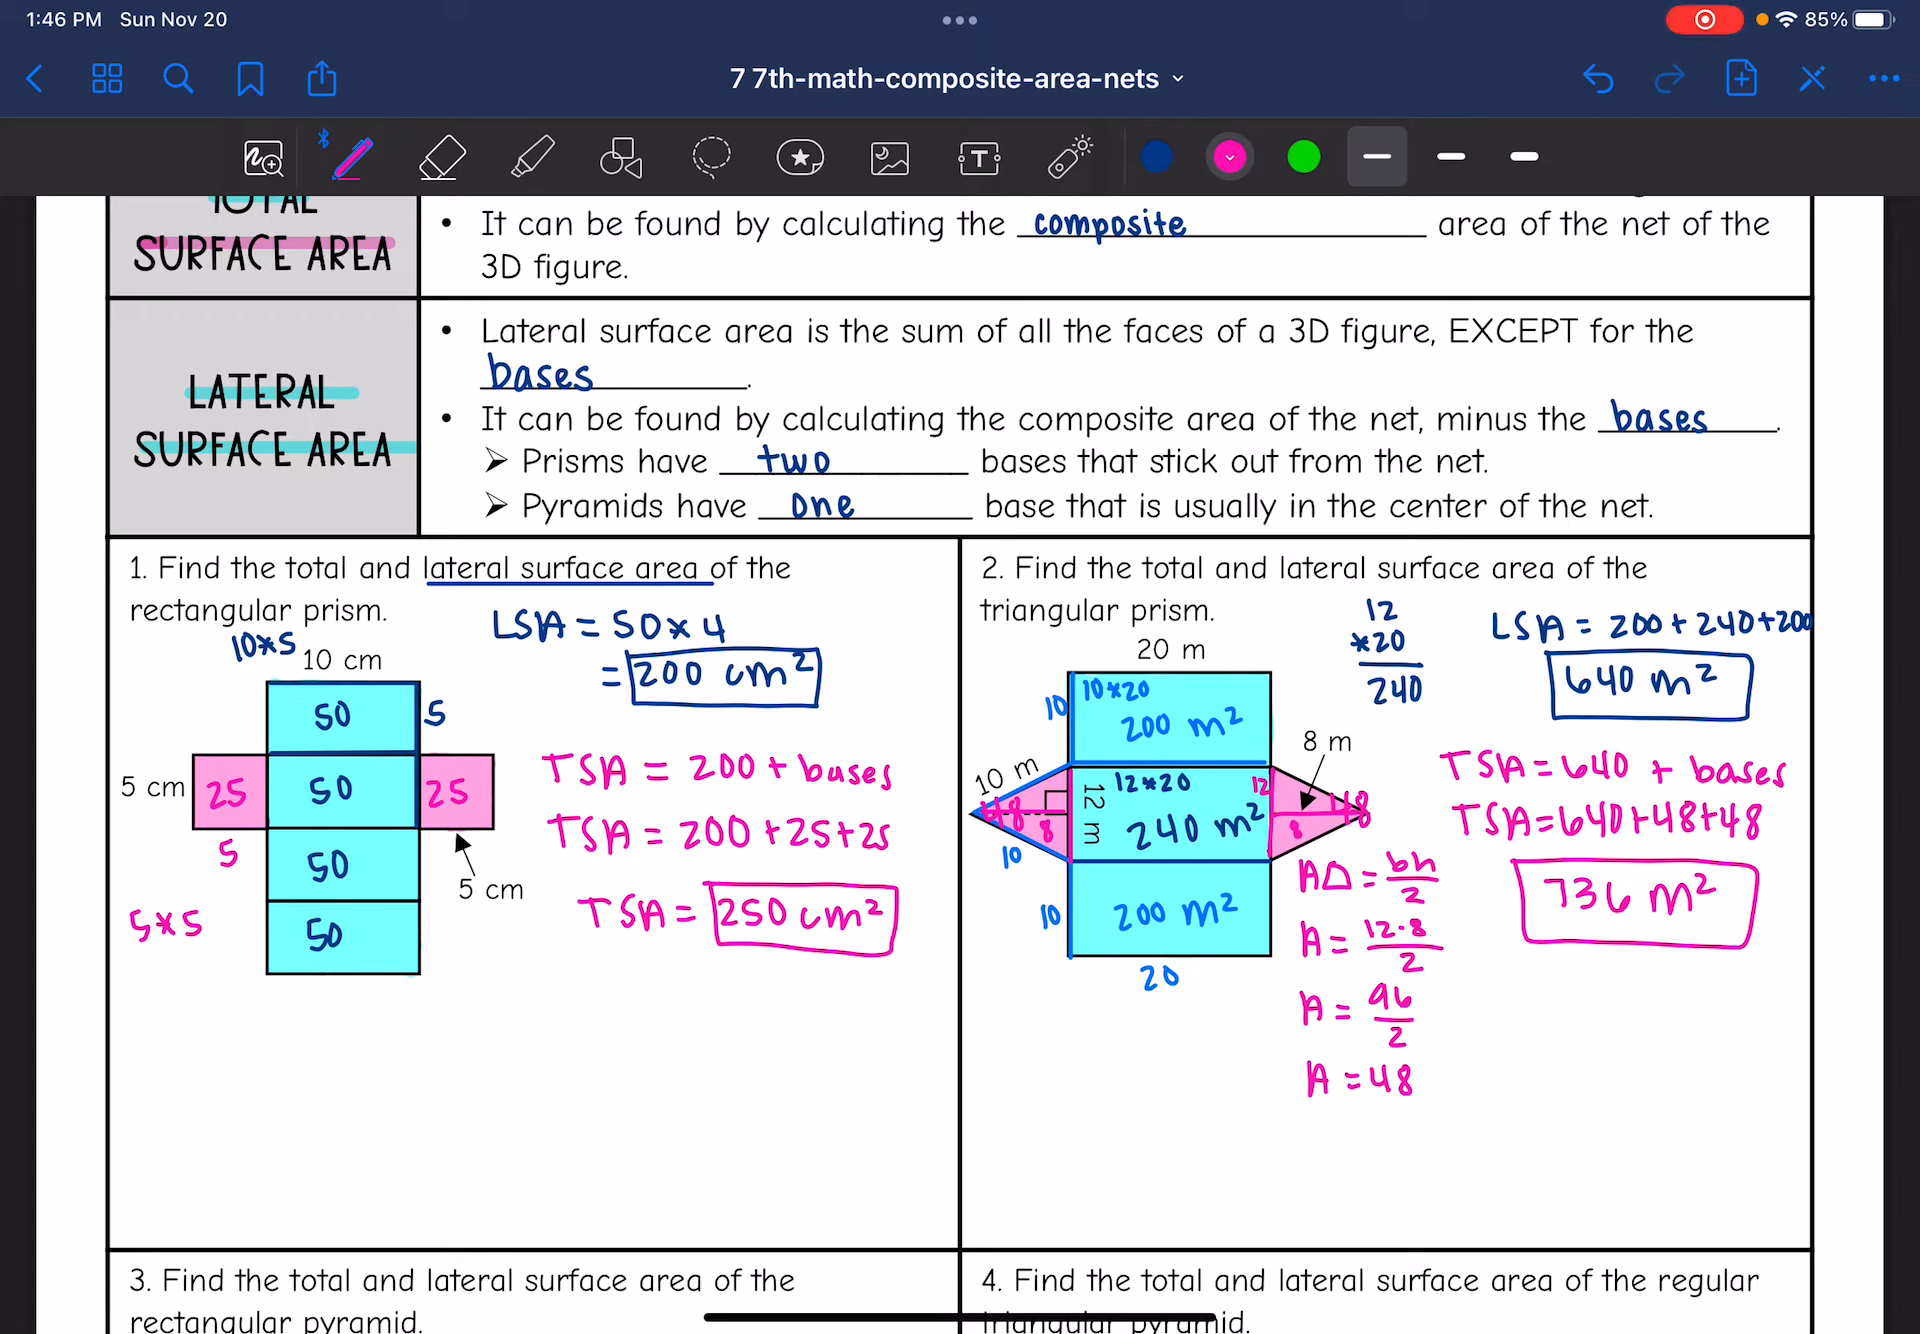 1:46 PM Sun Nov 20
85%
7 7th-math-composite-area-nets
T
TOTAL
SURFACE AREA
• It can be found by calculating the composite area of the net of the
3D figure.
LATERAL
SURFACE AREA
• Lateral surface area is the sum of all the faces of a 3D figure, EXCEPT for the
bases.
• It can be found by calculating the composite area of the net, minus the bases.
➢ Prisms have two bases that stick out from the net.
➢ Pyramids have one base that is usually in the center of the net.
1. Find the total and lateral surface area of the
rectangular prism.
LSA = 50*4
= 200 cm²
10*5
10 cm
50
5
5 cm
25
50
25
5
50
5 cm
5*5
50
TSA = 200 + bases
TSA = 200 +25+25
TSA = 250 cm²
2. Find the total and lateral surface area of the
triangular prism.
12
*20
240
LSA = 200+240+200
640 m²
20 m
10
10*20
200 m²
8 m
10 m
12*20
12
48
8
12 m
240 m²
8
48
10
10
200 m²
20
TSA=640 + bases
TSA=640+48+48
736 m²
A△ = bh/2
A = 12·8/2
A = 96/2
A = 48
3. Find the total and lateral surface area of the
rectangular pyramid.
4. Find the total and lateral surface area of the regular
triangular pyramid.